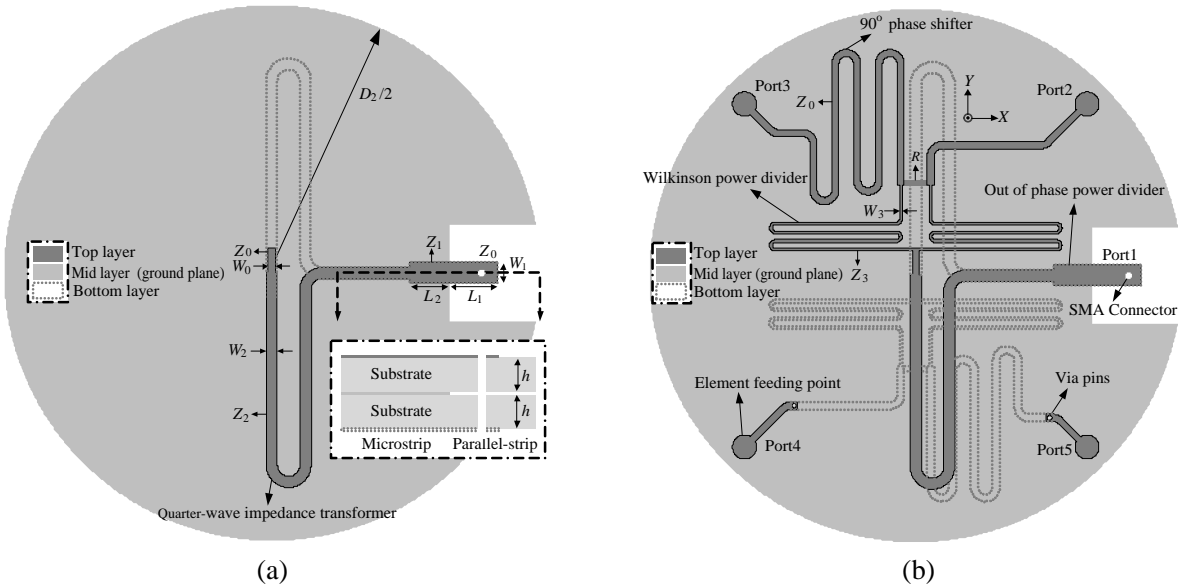 D2/2
Z0
W0
Z1
Z0
W1
L2
L1
Top layer
Mid layer (ground plane)
Bottom layer
W2
Z2
Substrate
h
Substrate
h
Microstrip
Parallel-strip
Quarter-wave impedance transformer
(a)
90o phase shifter
Port3
Z0
Y
X
Port2
R
Wilkinson power divider
W3
Out of phase power divider
Top layer
Mid layer (ground plane)
Bottom layer
Z3
Port1
SMA Connector
Element feeding point
Via pins
Port4
Port5
(b)